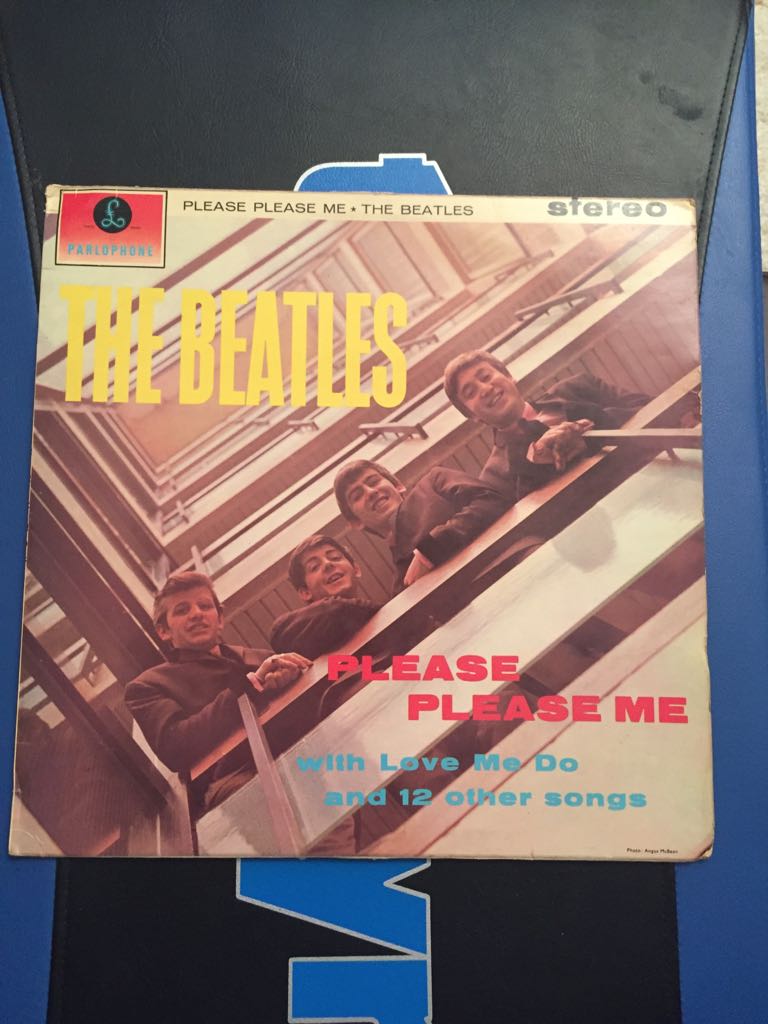 PLEASE PLEASE ME ★ THE BEATLES
stereo
£
PARLOPHONE
THE BEATLES
PLEASE
PLEASE ME
with Love Me Do
and 12 other songs
Photo: Angus McBean